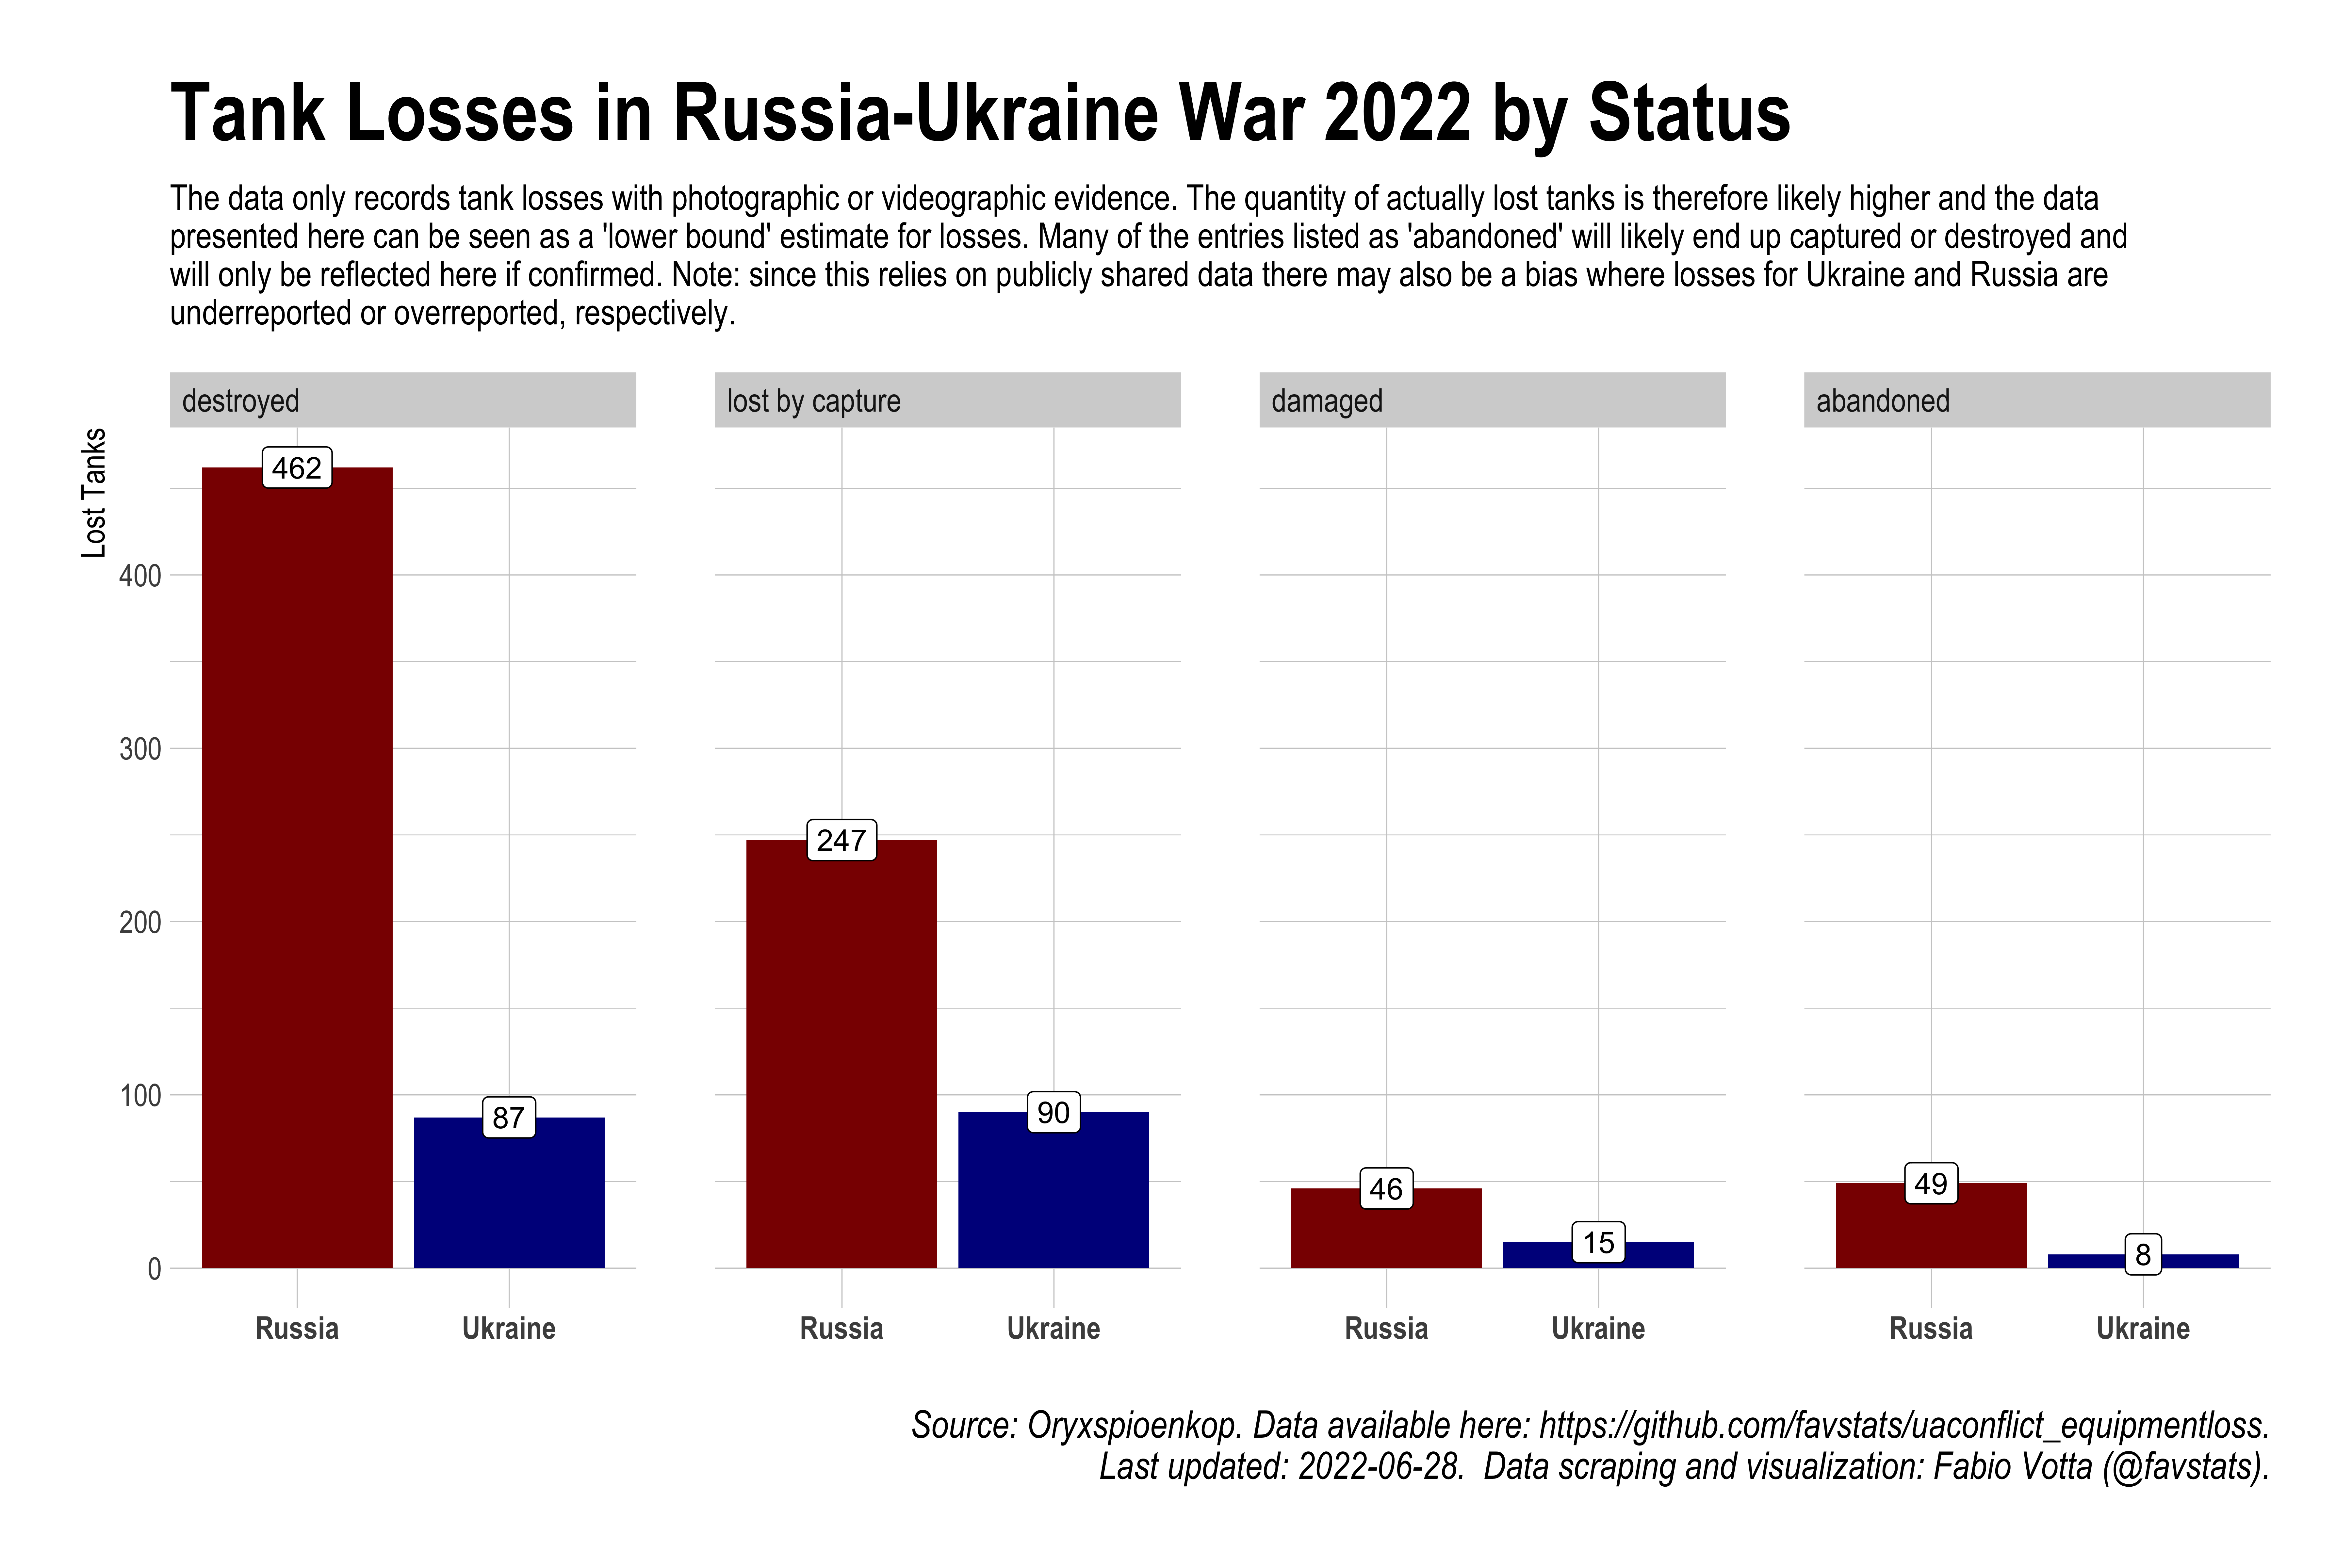 Tank Losses in Russia-Ukraine War 2022 by Status
The data only records tank losses with photographic or videographic evidence. The quantity of actually lost tanks is therefore likely higher and the data
presented here can be seen as a 'lower bound' estimate for losses. Many of the entries listed as 'abandoned' will likely end up captured or destroyed and
will only be reflected here if confirmed. Note: since this relies on publicly shared data there may also be a bias where losses for Ukraine and Russia are
underreported or overreported, respectively.
destroyed
lost by capture
damaged
abandoned
Lost Tanks
400
300
200
100
0
462
87
247
90
46
15
49
8
Russia
Ukraine
Russia
Ukraine
Russia
Ukraine
Russia
Ukraine
Source: Oryxspioenkop. Data available here: https://github.com/favstats/uaconflict_equipmentloss.
Last updated: 2022-06-28.  Data scraping and visualization: Fabio Votta (@favstats).